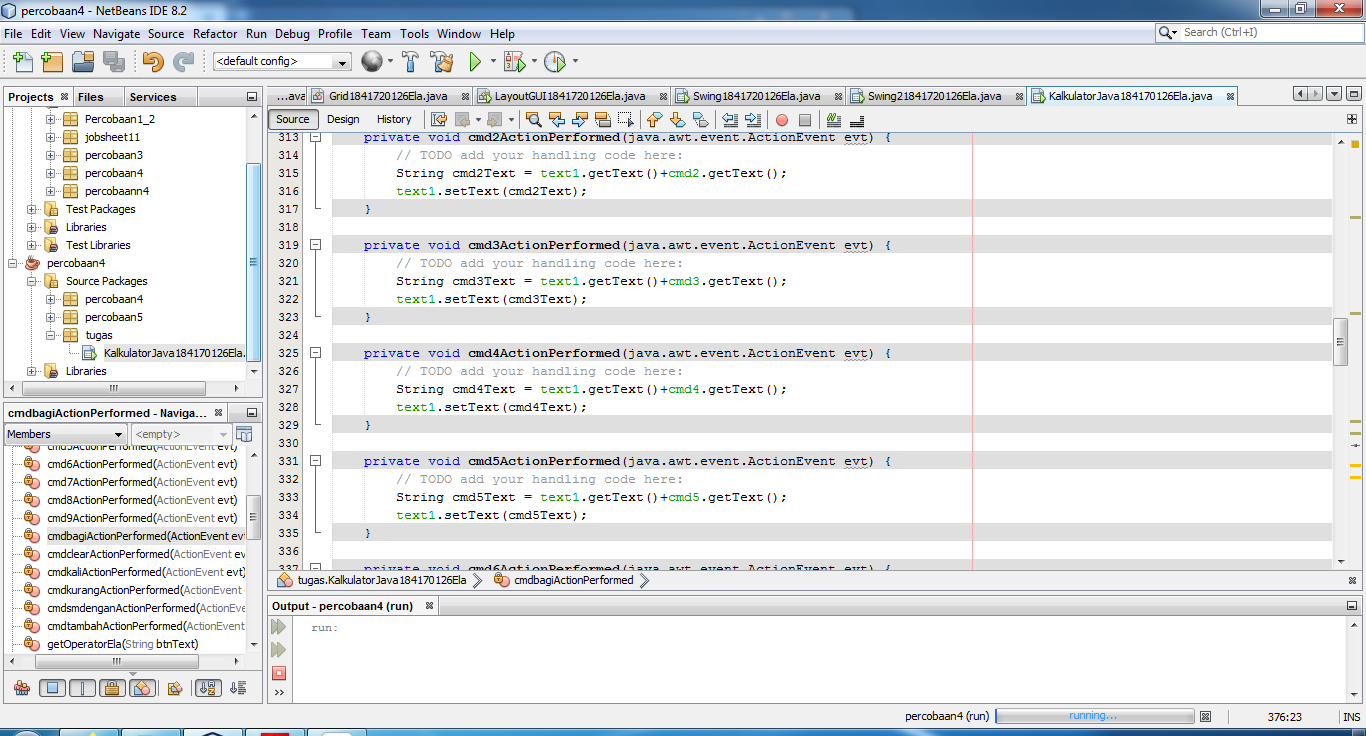 percobaan4 - NetBeans IDE 8.2
File Edit View Navigate Source Refactor Run Debug Profile Team Tools Window Help
Search (Ctrl+I)
<default config>
Projects Files Services
Percobaan1_2
jobsheet11
percobaan3
percobaan4
percobaann4
Test Packages
Libraries
Test Libraries
percobaan4
Source Packages
percobaan4
percobaan5
tugas
KalkulatorJava184170126Ela.
Libraries
cmdbagiActionPerformed - Naviga...
Members <empty>
cmd5ActionPerformed(ActionEvent evt)
cmd6ActionPerformed(ActionEvent evt)
cmd7ActionPerformed(ActionEvent evt)
cmd8ActionPerformed(ActionEvent evt)
cmd9ActionPerformed(ActionEvent evt)
cmdbagiActionPerformed(ActionEvent ev
cmdclearActionPerformed(ActionEvent ev
cmdkaliActionPerformed(ActionEvent evt)
cmdkurangActionPerformed(ActionEvent
cmdsmdenganActionPerformed(ActionEve
cmdtambahActionPerformed(ActionEvent
getOperatorEla(String btnText)
...ava Grid1841720126Ela.java LayoutGUI1841720126Ela.java Swing1841720126Ela.java Swing21841720126Ela.java KalkulatorJava184170126Ela.java
Source Design History
313 private void cmd2ActionPerformed(java.awt.event.ActionEvent evt) {
314 // TODO add your handling code here:
315 String cmd2Text = text1.getText()+cmd2.getText();
316 text1.setText(cmd2Text);
317 }
318
319 private void cmd3ActionPerformed(java.awt.event.ActionEvent evt) {
320 // TODO add your handling code here:
321 String cmd3Text = text1.getText()+cmd3.getText();
322 text1.setText(cmd3Text);
323 }
324
325 private void cmd4ActionPerformed(java.awt.event.ActionEvent evt) {
326 // TODO add your handling code here:
327 String cmd4Text = text1.getText()+cmd4.getText();
328 text1.setText(cmd4Text);
329 }
330
331 private void cmd5ActionPerformed(java.awt.event.ActionEvent evt) {
332 // TODO add your handling code here:
333 String cmd5Text = text1.getText()+cmd5.getText();
334 text1.setText(cmd5Text);
335 }
336
337 private void cmd6ActionPerformed(java.awt.event.ActionEvent evt) {
tugas.KalkulatorJava184170126Ela cmdbagiActionPerformed
Output - percobaan4 (run)
run:
percobaan4 (run) running... 376:23 INS